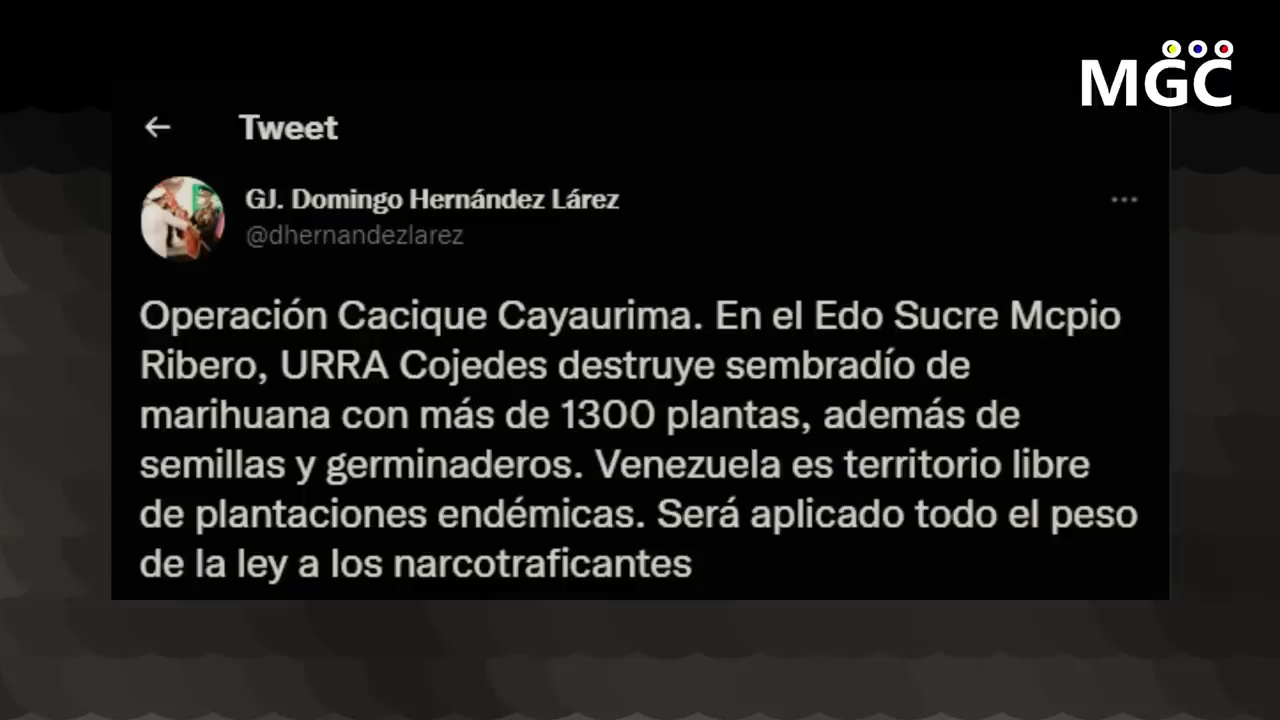 MGC
Tweet
GJ. Domingo Hernández Lárez
@dhernandezlarez
Operación Cacique Cayaurima. En el Edo Sucre Mcpio
Ribero, URRA Cojedes destruye sembradío de
marihuana con más de 1300 plantas, además de
semillas y germinaderos. Venezuela es territorio libre
de plantaciones endémicas. Será aplicado todo el peso
de la ley a los narcotraficantes